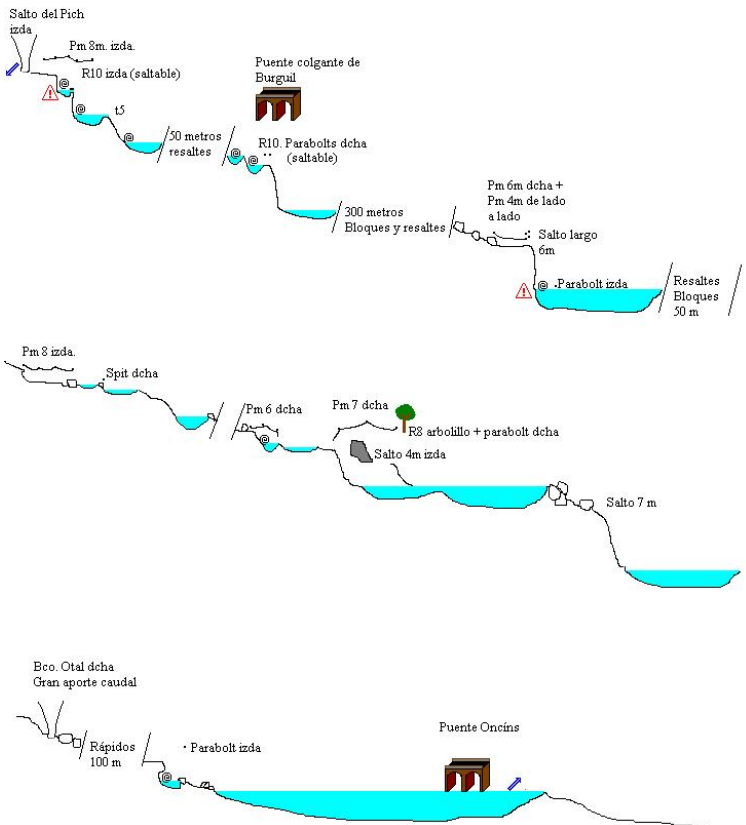 Salto del Pich
izda
Pm 8m. izda.
R10 izda (saltable)
t5
50 metros
resaltes
Puente colgante de
Burguil
R10. Parabolts dcha
(saltable)
300 metros
Bloques y resaltes
Pm 6m dcha +
Pm 4m de lado
a lado
Salto largo
6m
Parabolt izda
Resaltes
Bloques
50 m
Pm 8 izda.
Spit dcha
Pm 6 dcha
Pm 7 dcha
R8 arbolillo + parabolt dcha
Salto 4m izda
Salto 7 m
Bco. Otal dcha
Gran aporte caudal
Rápidos
100 m
Parabolt izda
Puente Oncíns